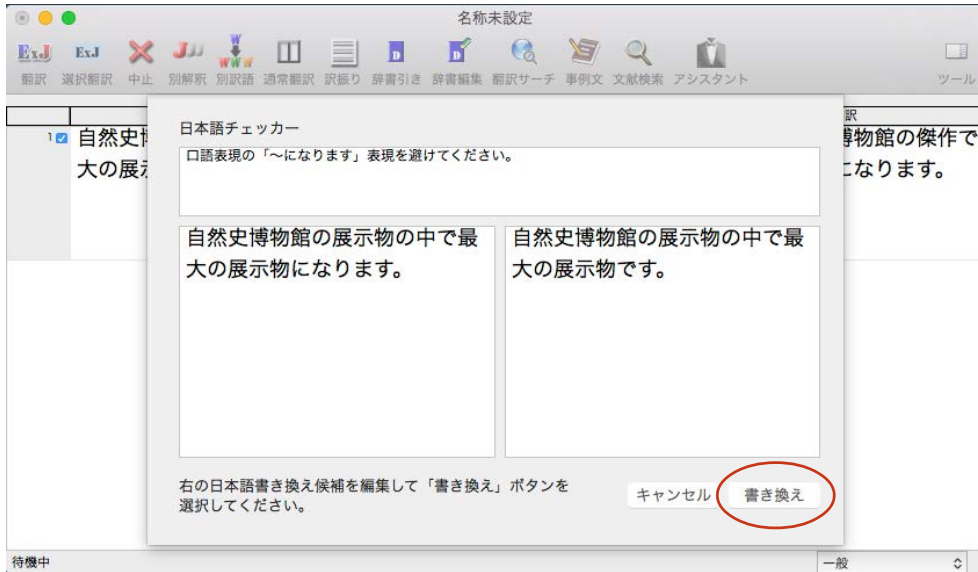 名称未設定
ExJ ExJ J W WWW D D
翻訳 選択翻訳 中止 別解釈 別訳語 通常翻訳 訳振り 辞書引き 辞書編集 翻訳サーチ 事例文 文献検索 アシスタント ツール
訳
日本語チェッカー
口語表現の「〜になります」表現を避けてください。
1 自然史
大の展
博物館の傑作で
になります。
自然史博物館の展示物の中で最
大の展示物になります。
自然史博物館の展示物の中で最
大の展示物です。
右の日本語書き換え候補を編集して「書き換え」ボタンを
選択してください。
キャンセル 書き換え
待機中 一般